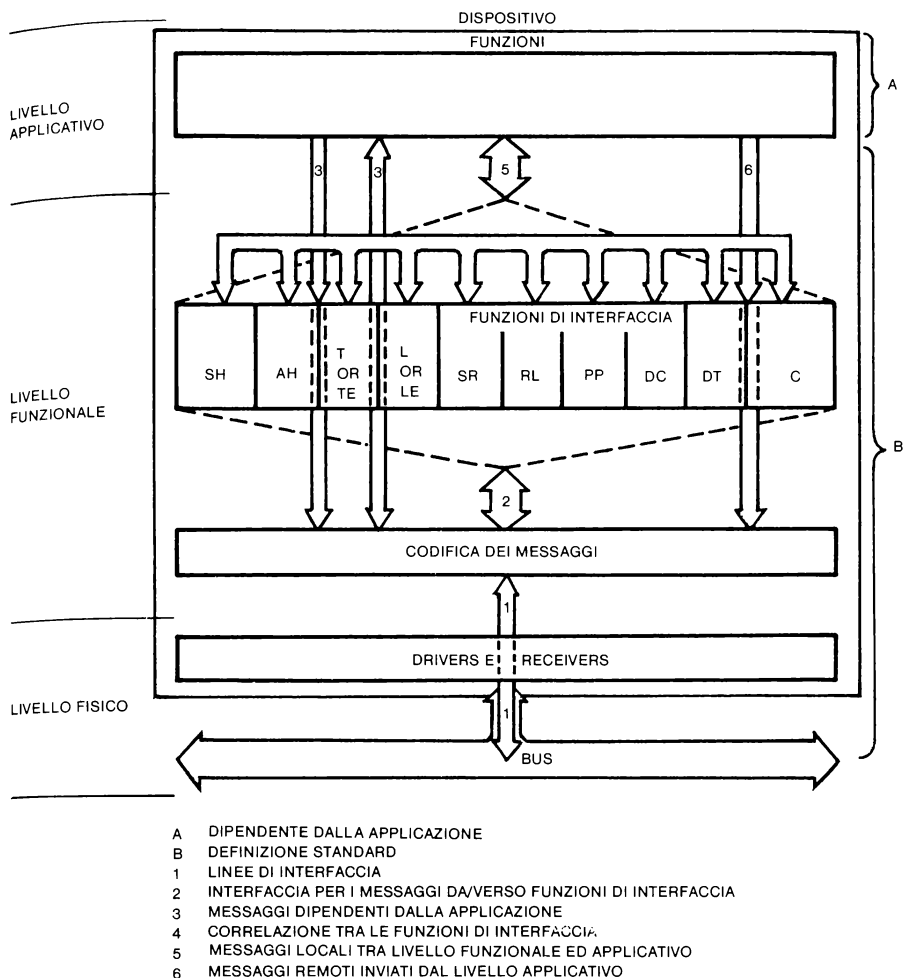 DISPOSITIVO
FUNZIONI
A
LIVELLO
APPLICATIVO
3
3
5
6
FUNZIONI DI INTERFACCIA
SH
AH
T
OR
TE
L
OR
LE
SR
RL
PP
DC
DT
C
LIVELLO
FUNZIONALE
B
2
CODIFICA DEI MESSAGGI
1
DRIVERS E RECEIVERS
LIVELLO FISICO
1
BUS
A DIPENDENTE DALLA APPLICAZIONE
B DEFINIZIONE STANDARD
1 LINEE DI INTERFACCIA
2 INTERFACCIA PER I MESSAGGI DA/VERSO FUNZIONI DI INTERFACCIA
3 MESSAGGI DIPENDENTI DALLA APPLICAZIONE
4 CORRELAZIONE TRA LE FUNZIONI DI INTERFACCIA
5 MESSAGGI LOCALI TRA LIVELLO FUNZIONALE ED APPLICATIVO
6 MESSAGGI REMOTI INVIATI DAL LIVELLO APPLICATIVO